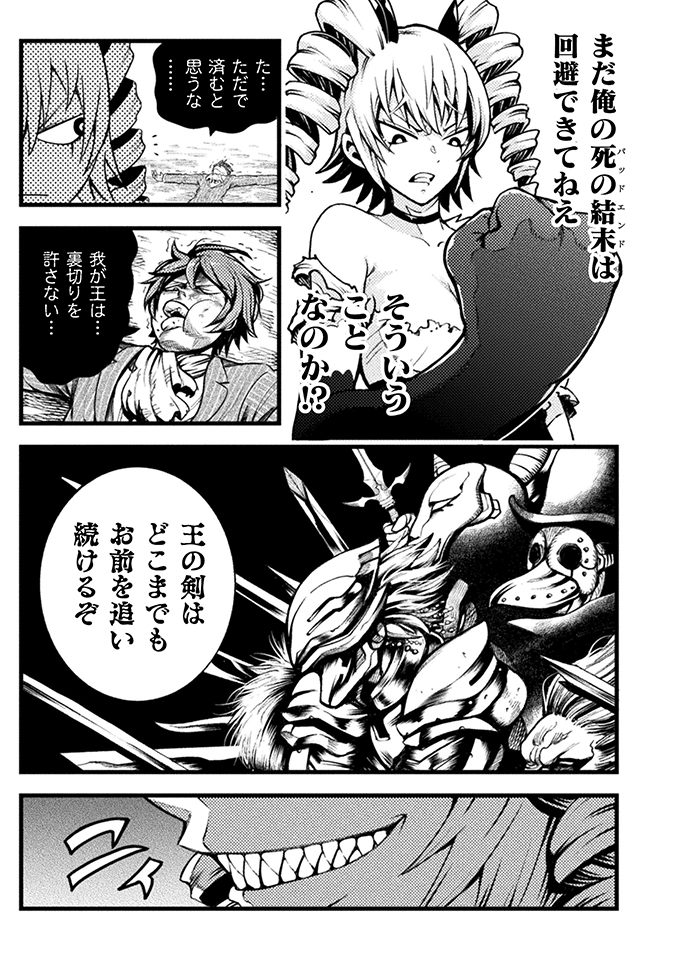 まだ俺の死の結末は
バッドエンド
回避できてねえ
そういう
こと
なのか!?
た…
ただで
済むと
思うな
……
我が王は…
裏切りを
許さない…
王の剣は
どこまでも
お前を追い
続けるぞ
ニィ